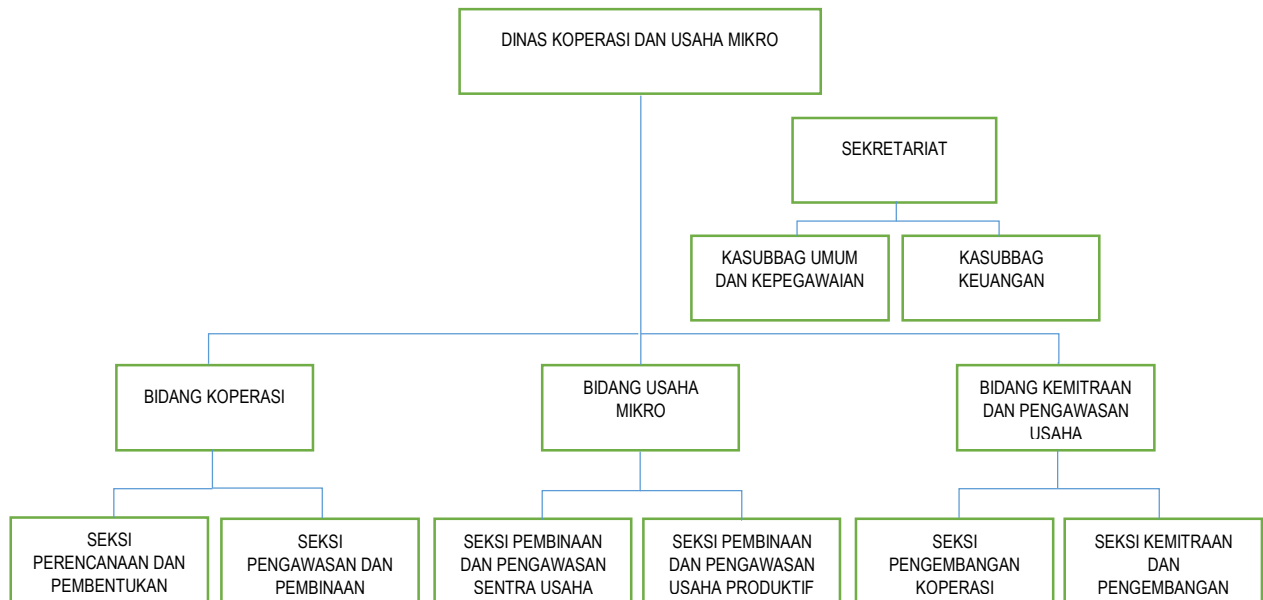 DINAS KOPERASI DAN USAHA MIKRO
SEKRETARIAT
KASUBBAG UMUM
DAN KEPEGAWAIAN
KASUBBAG
KEUANGAN
BIDANG KOPERASI
BIDANG USAHA
MIKRO
BIDANG KEMITRAAN
DAN PENGAWASAN
USAHA
SEKSI
PERENCANAAN DAN
PEMBENTUKAN
SEKSI
PENGAWASAN DAN
PEMBINAAN
SEKSI PEMBINAAN
DAN PENGAWASAN
SENTRA USAHA
SEKSI PEMBINAAN
DAN PENGAWASAN
USAHA PRODUKTIF
SEKSI
PENGEMBANGAN
KOPERASI
SEKSI KEMITRAAN
DAN
PENGEMBANGAN